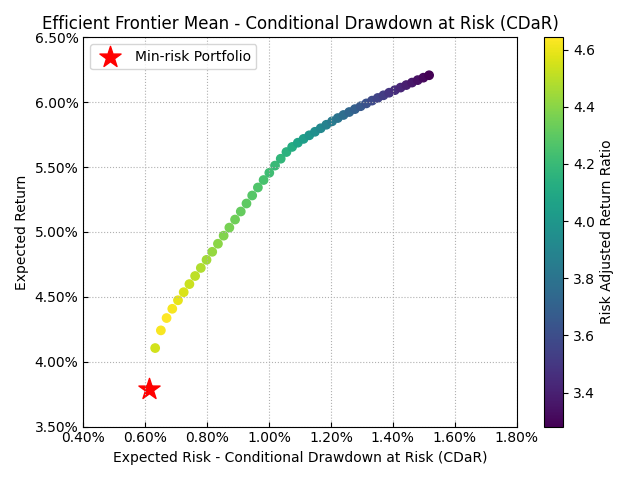 Efficient Frontier Mean - Conditional Drawdown at Risk (CDaR)
Min-risk Portfolio
6.50%
6.00%
5.50%
5.00%
4.50%
4.00%
3.50%
Expected Return
0.40% 0.60% 0.80% 1.00% 1.20% 1.40% 1.60% 1.80%
Expected Risk - Conditional Drawdown at Risk (CDaR)
4.6
4.4
4.2
4.0
3.8
3.6
3.4
Risk Adjusted Return Ratio